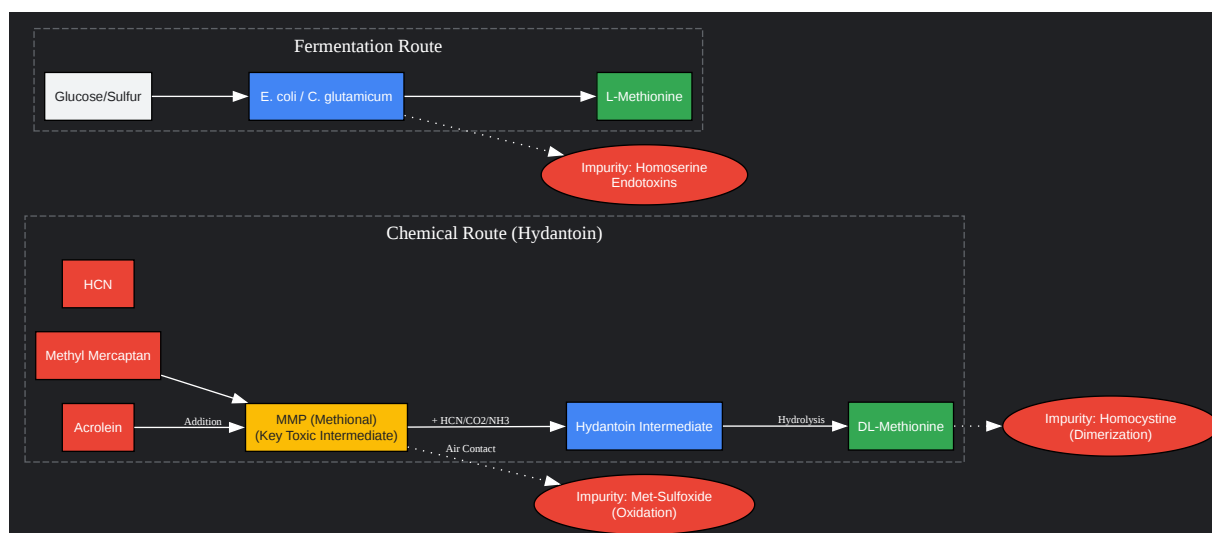 Fermentation Route
Glucose/Sulfur
E. coli / C. glutamicum
L-Methionine
Impurity: Homoserine
Endotoxins
Chemical Route (Hydantoin)
HCN
Methyl Mercaptan
Acrolein
Addition
MMP (Methional)
(Key Toxic Intermediate)
+ HCN/CO2/NH3
Air Contact
Hydantoin Intermediate
Hydrolysis
DL-Methionine
Impurity: Homocystine
(Dimerization)
Impurity: Met-Sulfoxide
(Oxidation)